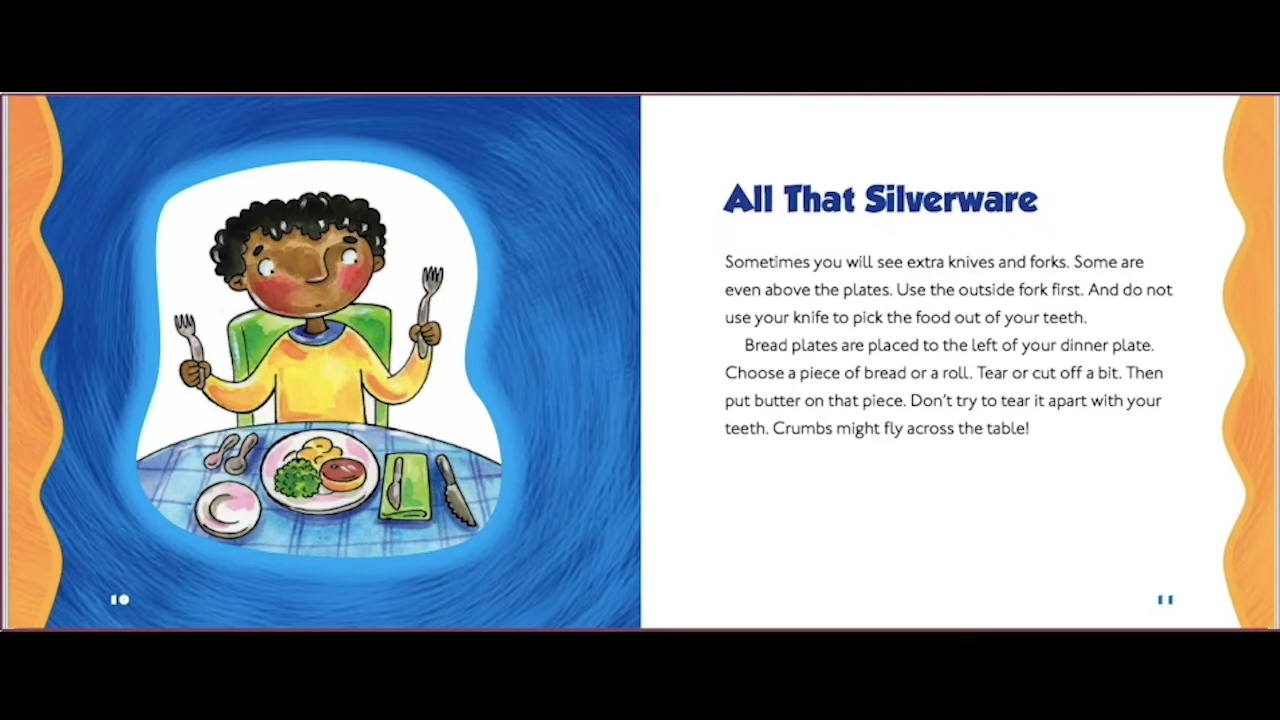 All That Silverware
Sometimes you will see extra knives and forks. Some are
even above the plates. Use the outside fork first. And do not
use your knife to pick the food out of your teeth.
Bread plates are placed to the left of your dinner plate.
Choose a piece of bread or a roll. Tear or cut off a bit. Then
put butter on that piece. Don't try to tear it apart with your
teeth. Crumbs might fly across the table!
10
11